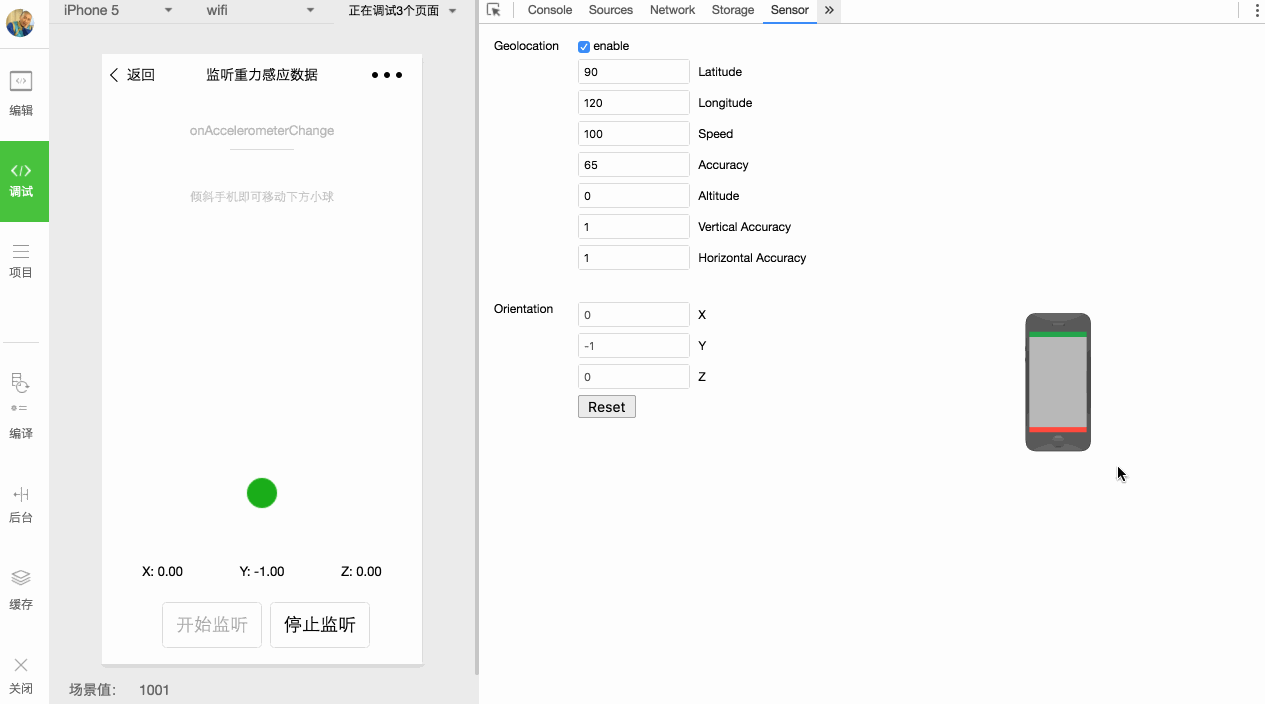 iPhone 5 wifi 正在调试3个页面
编辑
调试
项目
编译
后台
缓存
关闭
返回 监听重力感应数据
onAccelerometerChange
倾斜手机即可移动下方小球
X: 0.00 Y: -1.00 Z: 0.00
开始监听 停止监听
场景值: 1001
Console Sources Network Storage Sensor »
Geolocation enable
90 Latitude
120 Longitude
100 Speed
65 Accuracy
0 Altitude
1 Vertical Accuracy
1 Horizontal Accuracy
Orientation 0 X
-1 Y
0 Z
Reset